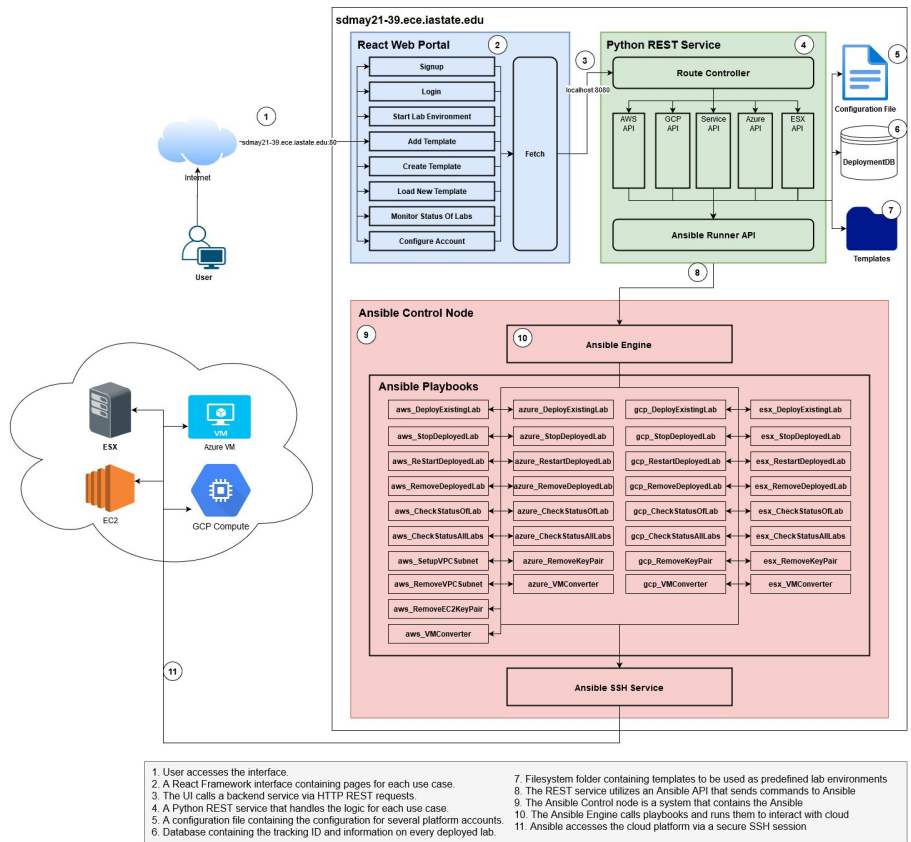 sdmay21-39.ece.iastate.edu
React Web Portal
2
Signup
Login
Start Lab Environment
Add Template
Create Template
Load New Template
Monitor Status Of Labs
Configure Account
Fetch
3
localhost:8080
Python REST Service
4
Route Controller
AWS
API
GCP
API
Service
API
Azure
API
ESX
API
Ansible Runner API
5
Configuration File
6
DeploymentDB
7
Templates
1
sdmay21-39.ece.iastate.edu:80
Internet
User
8
Ansible Control Node
9
10
Ansible Engine
Ansible Playbooks
aws_DeployExistingLab
azure_DeployExistingLab
gcp_DeployExistingLab
esx_DeployExistingLab
aws_StopDeployedLab
azure_StopDeployedLab
gcp_StopDeployedLab
esx_StopDeployedLab
aws_ReStartDeployedLab
azure_RestartDeployedLab
gcp_RestartDeployedLab
esx_RestartDeployedLab
aws_RemoveDeployedLab
azure_RemoveDeployedLab
gcp_RemoveDeployedLab
esx_RemoveDeployedLab
aws_CheckStatusOfLab
azure_CheckStatusOfLab
gcp_CheckStatusOfLab
esx_CheckStatusOfLab
aws_CheckStatusAllLabs
azure_CheckStatusAllLabs
gcp_CheckStatusAllLabs
esx_CheckStatusAllLabs
aws_SetupVPCSubnet
azure_RemoveKeyPair
gcp_RemoveKeyPair
esx_RemoveKeyPair
aws_RemoveVPCSubnet
azure_VMConverter
gcp_VMConverter
esx_VMConverter
aws_RemoveEC2KeyPair
aws_VMConverter
Ansible SSH Service
ESX
VM
Azure VM
EC2
GCP Compute
11
1. User accesses the interface.
2. A React Framework interface containing pages for each use case.
3. The UI calls a backend service via HTTP REST requests.
4. A Python REST service that handles the logic for each use case.
5. A configuration file containing the configuration for several platform accounts.
6. Database containing the tracking ID and information on every deployed lab.
7. Filesystem folder containing templates to be used as predefined lab environments
8. The REST service utilizes an Ansible API that sends commands to Ansible
9. The Ansible Control node is a system that contains the Ansible
10. The Ansible Engine calls playbooks and runs them to interact with cloud
11. Ansible accesses the cloud platform via a secure SSH session